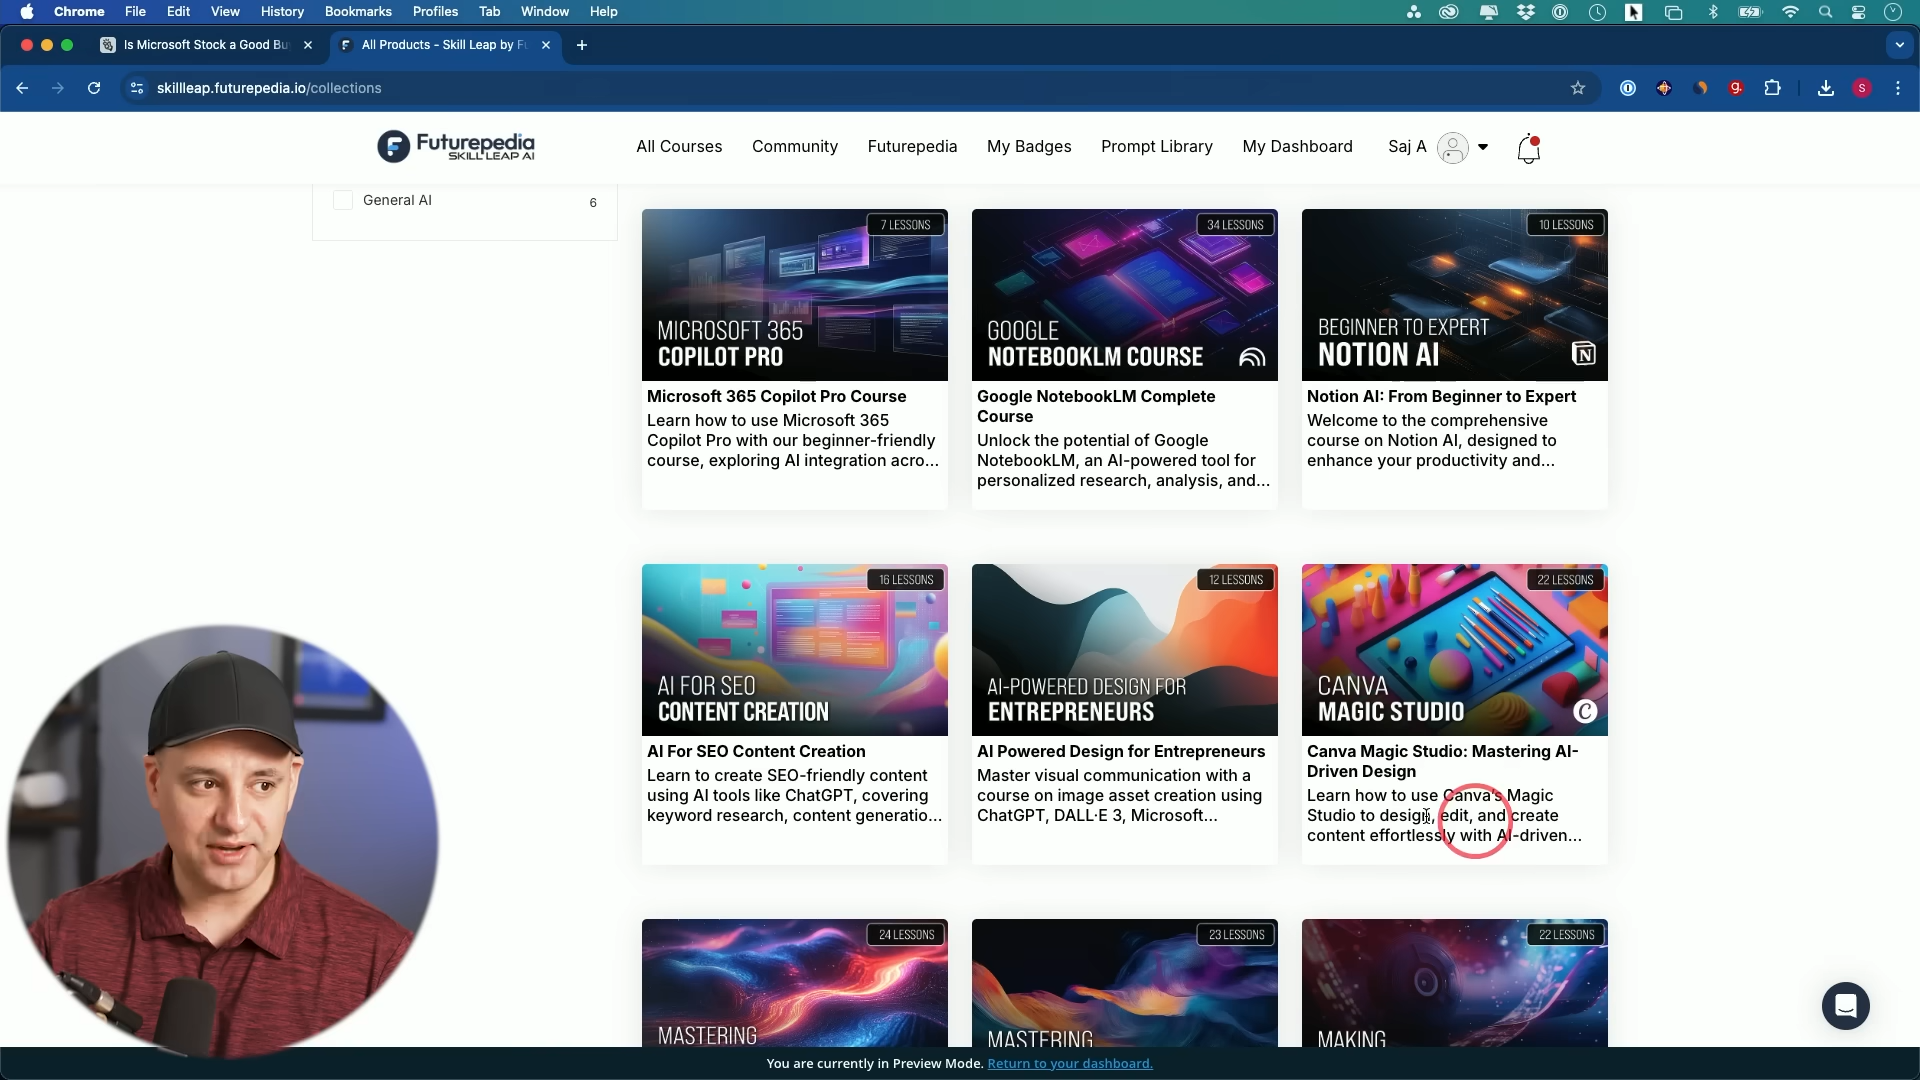 Chrome File Edit View History Bookmarks Profiles Tab Window Help
Is Microsoft Stock a Good Bu
All Products - Skill Leap by Fu
skillleap.futurepedia.io/collections
S
Futurepedia
SKILL LEAP AI
All Courses Community Futurepedia My Badges Prompt Library My Dashboard Saj A
General AI 6
7 LESSONS
MICROSOFT 365
COPILOT PRO
Microsoft 365 Copilot Pro Course
Learn how to use Microsoft 365
Copilot Pro with our beginner-friendly
course, exploring AI integration acro...
34 LESSONS
GOOGLE
NOTEBOOKLM COURSE
Google NotebookLM Complete
Course
Unlock the potential of Google
NotebookLM, an AI-powered tool for
personalized research, analysis, and...
10 LESSONS
BEGINNER TO EXPERT
NOTION AI
Notion AI: From Beginner to Expert
Welcome to the comprehensive
course on Notion AI, designed to
enhance your productivity and...
16 LESSONS
AI FOR SEO
CONTENT CREATION
AI For SEO Content Creation
Learn to create SEO-friendly content
using AI tools like ChatGPT, covering
keyword research, content generatio...
12 LESSONS
AI-POWERED DESIGN FOR
ENTREPRENEURS
AI Powered Design for Entrepreneurs
Master visual communication with a
course on image asset creation using
ChatGPT, DALL·E 3, Microsoft...
22 LESSONS
CANVA
MAGIC STUDIO
Canva Magic Studio: Mastering AI-
Driven Design
Learn how to use Canva's Magic
Studio to design, edit, and create
content effortlessly with AI-driven...
24 LESSONS
MASTERING
23 LESSONS
MASTERING
22 LESSONS
MAKING
You are currently in Preview Mode. Return to your dashboard.